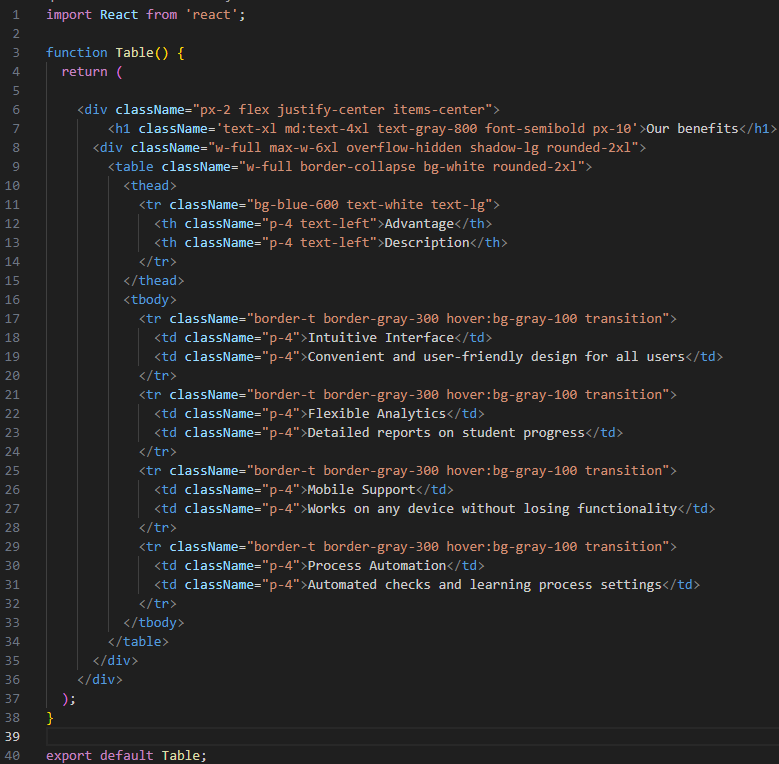 1 import React from 'react';
2
3 function Table() {
4   return (
5
6     <div className="px-2 flex justify-center items-center">
7         <h1 className='text-xl md:text-4xl text-gray-800 font-semibold px-10'>Our benefits</h1>
8       <div className="w-full max-w-6xl overflow-hidden shadow-lg rounded-2xl">
9         <table className="w-full border-collapse bg-white rounded-2xl">
10           <thead>
11             <tr className="bg-blue-600 text-white text-lg">
12               <th className="p-4 text-left">Advantage</th>
13               <th className="p-4 text-left">Description</th>
14             </tr>
15           </thead>
16           <tbody>
17             <tr className="border-t border-gray-300 hover:bg-gray-100 transition">
18               <td className="p-4">Intuitive Interface</td>
19               <td className="p-4">Convenient and user-friendly design for all users</td>
20             </tr>
21             <tr className="border-t border-gray-300 hover:bg-gray-100 transition">
22               <td className="p-4">Flexible Analytics</td>
23               <td className="p-4">Detailed reports on student progress</td>
24             </tr>
25             <tr className="border-t border-gray-300 hover:bg-gray-100 transition">
26               <td className="p-4">Mobile Support</td>
27               <td className="p-4">Works on any device without losing functionality</td>
28             </tr>
29             <tr className="border-t border-gray-300 hover:bg-gray-100 transition">
30               <td className="p-4">Process Automation</td>
31               <td className="p-4">Automated checks and learning process settings</td>
32             </tr>
33           </tbody>
34         </table>
35       </div>
36     </div>
37   );
38 }
39
40 export default Table;